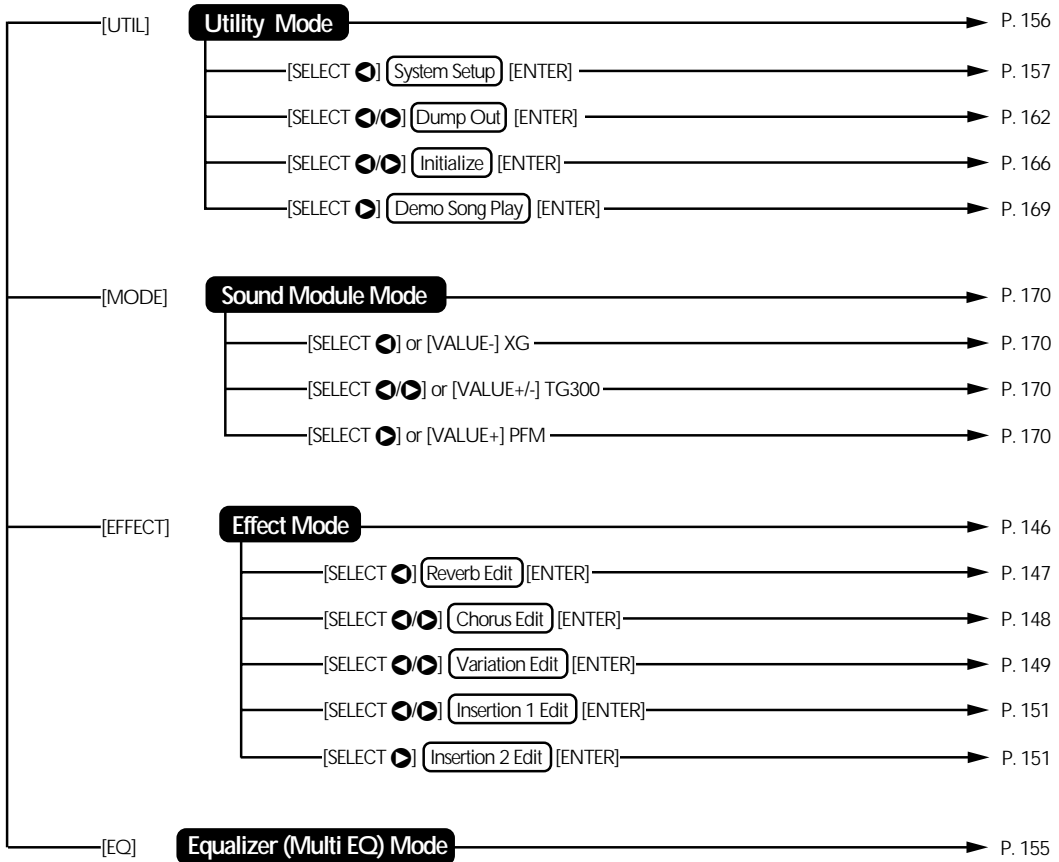 [UTIL] Utility Mode P. 156
[SELECT ◀] System Setup [ENTER] P. 157
[SELECT ◀/▶] Dump Out [ENTER] P. 162
[SELECT ◀/▶] Initialize [ENTER] P. 166
[SELECT ▶] Demo Song Play [ENTER] P. 169
[MODE] Sound Module Mode P. 170
[SELECT ◀] or [VALUE-] XG P. 170
[SELECT ◀/▶] or [VALUE+/-] TG300 P. 170
[SELECT ▶] or [VALUE+] PFM P. 170
[EFFECT] Effect Mode P. 146
[SELECT ◀] Reverb Edit [ENTER] P. 147
[SELECT ◀/▶] Chorus Edit [ENTER] P. 148
[SELECT ◀/▶] Variation Edit [ENTER] P. 149
[SELECT ◀/▶] Insertion 1 Edit [ENTER] P. 151
[SELECT ▶] Insertion 2 Edit [ENTER] P. 151
[EQ] Equalizer (Multi EQ) Mode P. 155